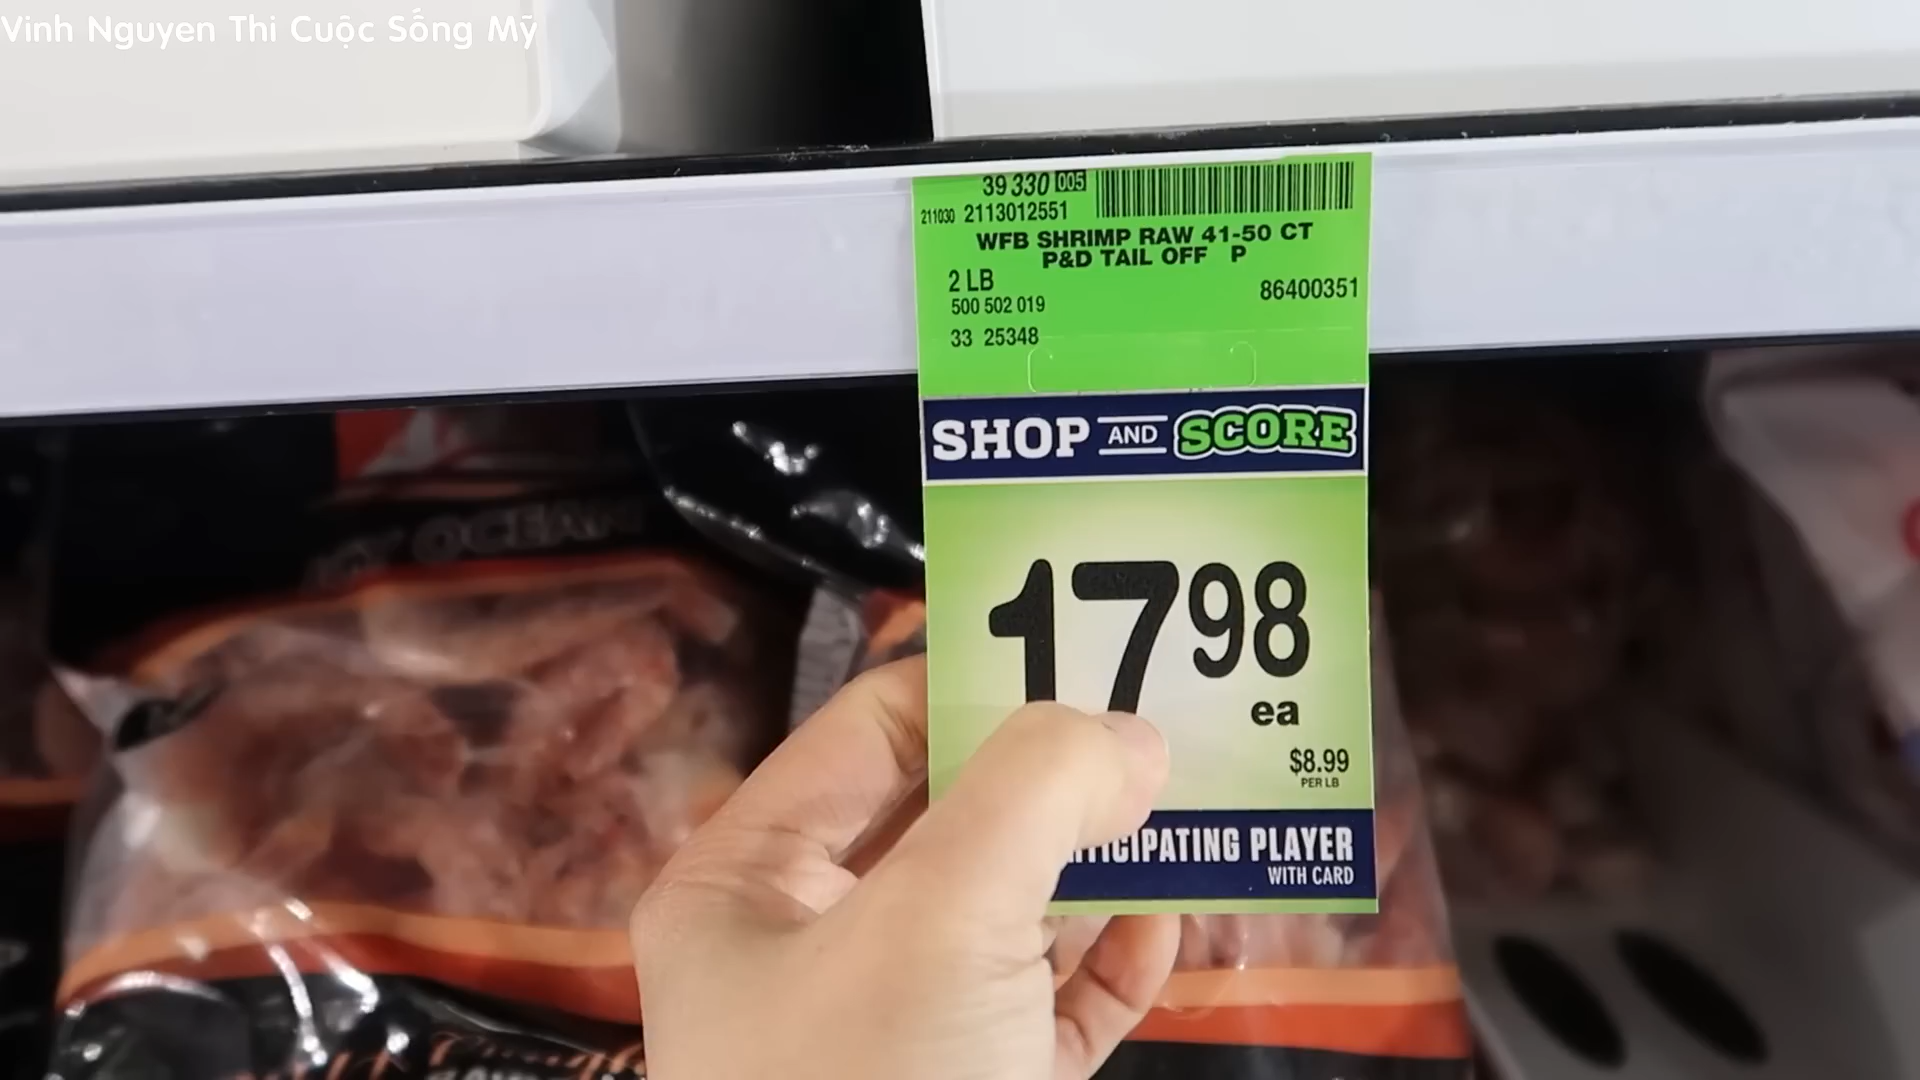 Vinh Nguyen Thi Cuộc Sống Mỹ
39 330 005
211030 2113012551
WFB SHRIMP RAW 41-50 CT
P&D TAIL OFF P
2 LB
86400351
500 502 019
33 25348
SHOP AND SCORE
17 98
ea
$8.99
PER LB
PLAYER
WITH CARD
OCEAN